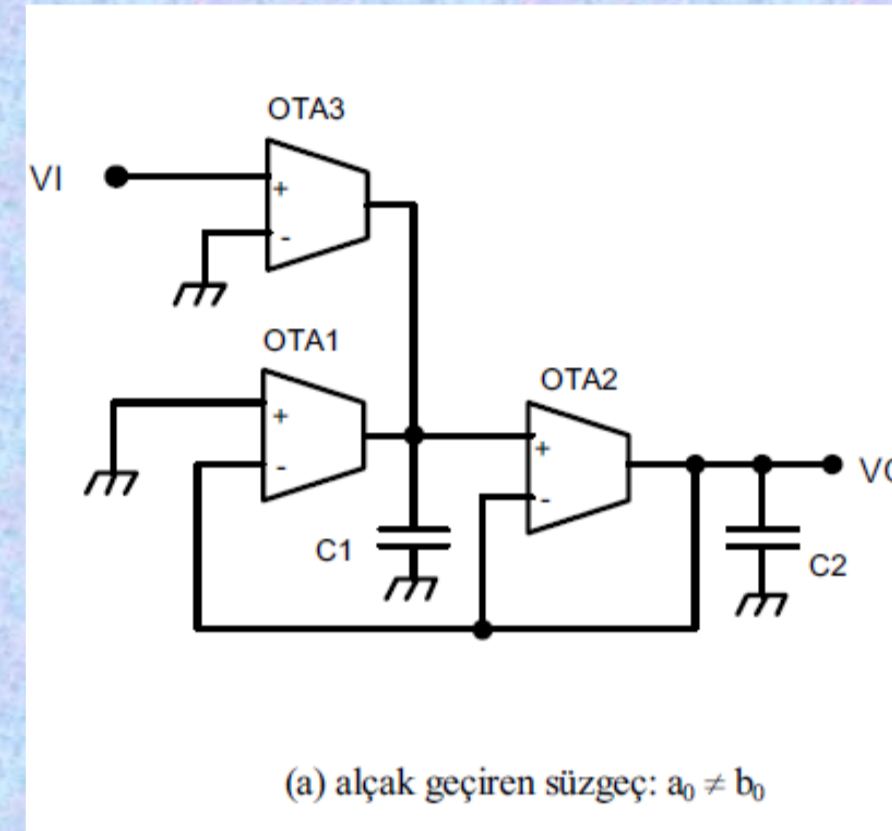 OTA3
VI
+
-
OTA1
OTA2
+
-
+
-
C1
C2
(a) alçak geçiren süzgeç: a₀ ≠ b₀